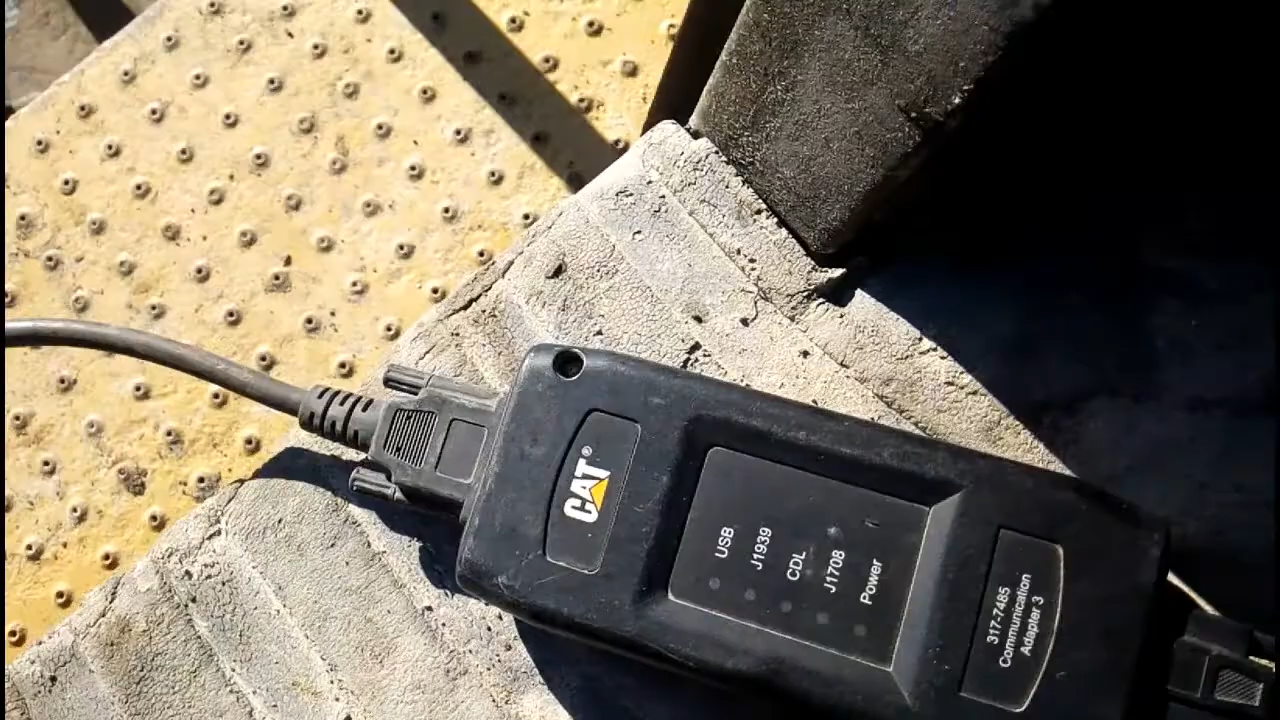 CAT®
USB
J1939
CDL
J1708
Power
317-7485
Communication
Adapter 3